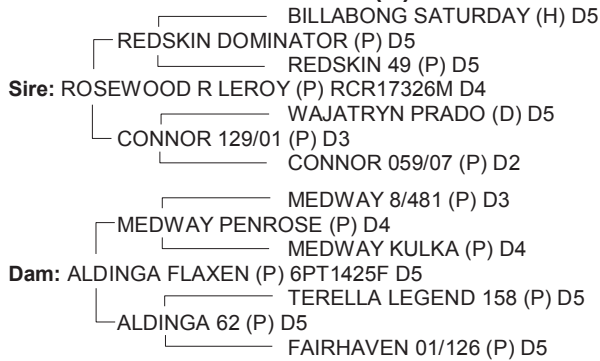 BILLABONG SATURDAY (H) D5
REDSKIN DOMINATOR (P) D5
REDSKIN 49 (P) D5
Sire: ROSEWOOD R LEROY (P) RCR17326M D4
WAJATRYN PRADO (D) D5
CONNOR 129/01 (P) D3
CONNOR 059/07 (P) D2
MEDWAY 8/481 (P) D3
MEDWAY PENROSE (P) D4
MEDWAY KULKA (P) D4
Dam: ALDINGA FLAXEN (P) 6PT1425F D5
TERELLA LEGEND 158 (P) D5
ALDINGA 62 (P) D5
FAIRHAVEN 01/126 (P) D5